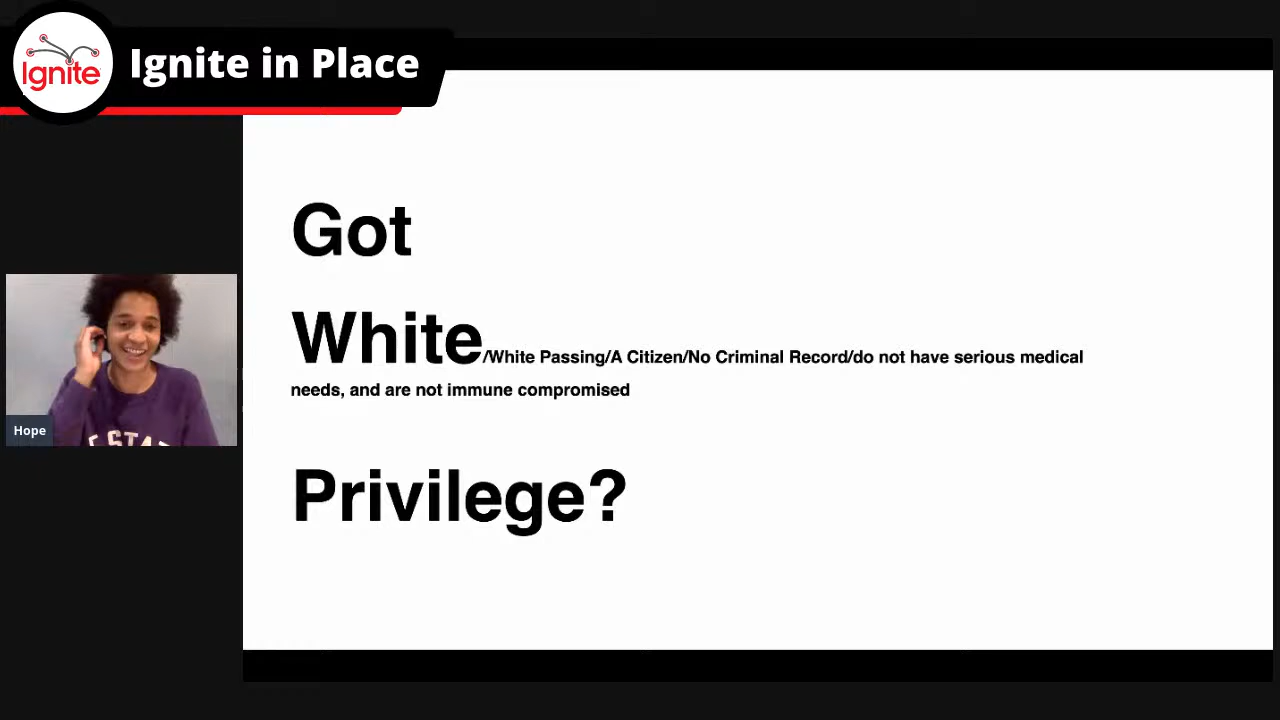 Ignite
Ignite in Place
Got
White/White Passing/A Citizen/No Criminal Record/do not have serious medical
needs, and are not immune compromised
Privilege?
Hope